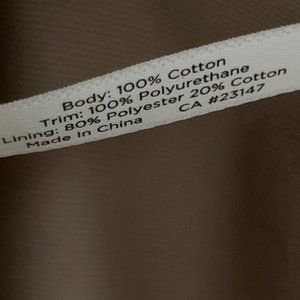 Body: 100% Cotton
Trim: 100% Polyurethane
Lining: 80% Polyester 20% Cotton
Made in China CA #23147